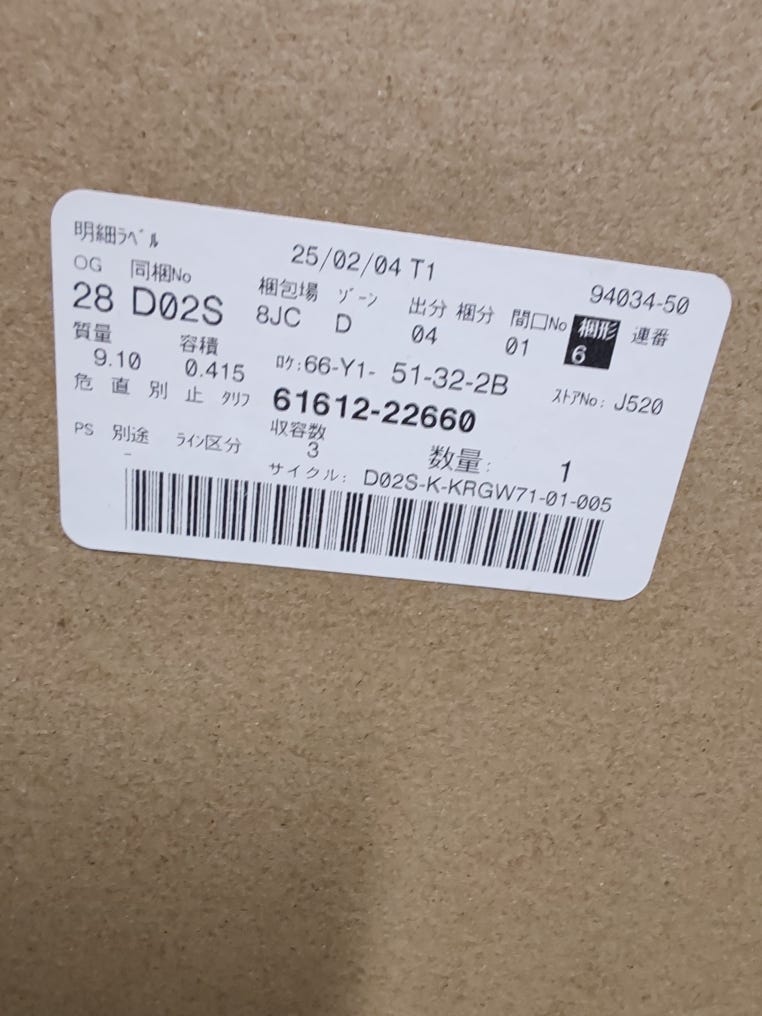 明細ﾗﾍﾞﾙ 25/02/04 T1 94034-50
OG 同梱No 梱包場 ｿﾞｰﾝ 出分 梱分 間口No 梱形 連番
28 D02S 8JC D 04 01 6
質量 容積 ﾛｹ:66-Y1- 51-32-2B ｽﾄｱNo: J520
9.10 0.415
危 直 別 止 ﾀﾘﾌ 61612-22660
PS 別途 ﾗｲﾝ区分 収容数 数量: 1
- 3
サイクル: D02S-K-KRGW71-01-005